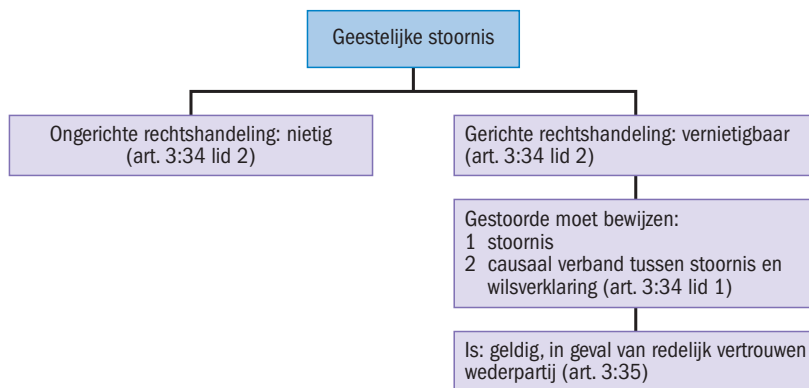 Geestelijke stoornis
Ongerichte rechtshandeling: nietig
(art. 3:34 lid 2)
Gerichte rechtshandeling: vernietigbaar
(art. 3:34 lid 2)
Gestoorde moet bewijzen:
1 stoornis
2 causaal verband tussen stoornis en
wilsverklaring (art. 3:34 lid 1)
Is: geldig, in geval van redelijk vertrouwen
wederpartij (art. 3:35)